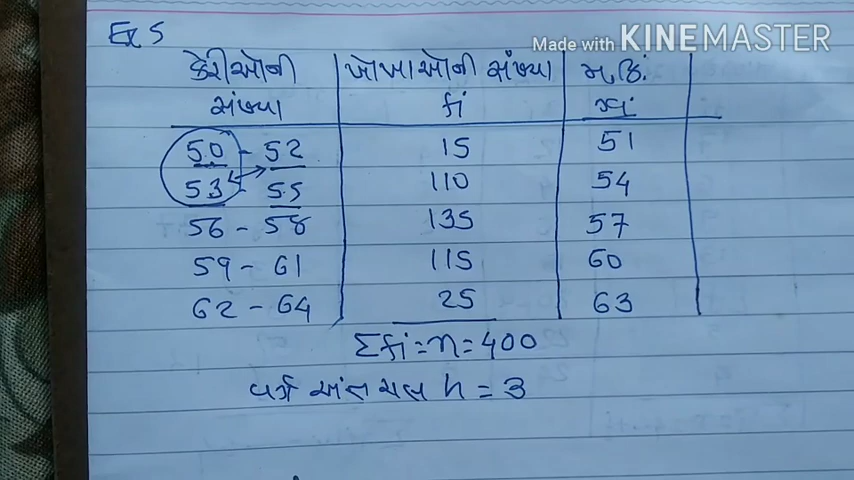 Made with KINEMASTER
Ex 5
કેરીઓની ખોખાઓની સંખ્યા મ.કિં.
સંખ્યા fi xi
50 - 52 15 51
53 - 55 110 54
56 - 58 135 57
59 - 61 115 60
62 - 64 25 63
Σfi = n = 400
વર્ગ અંતરાલ h = 3